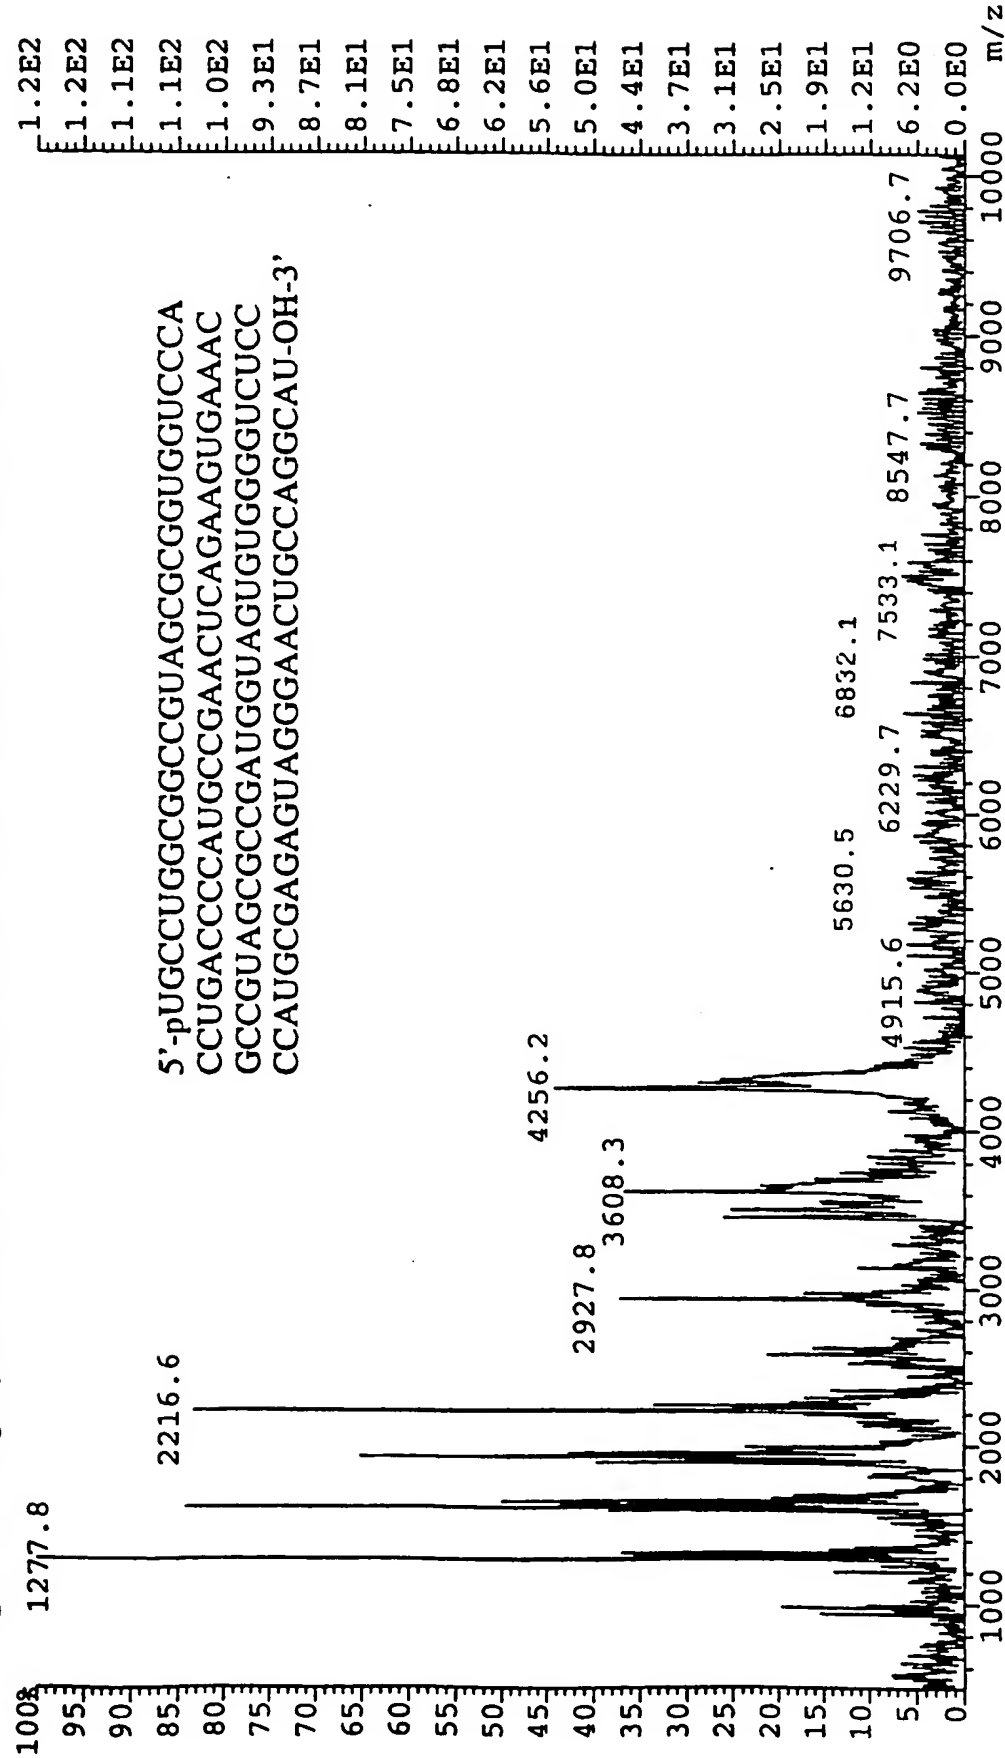 100%
95
90
85
80
75
70
65
60
55
50
45
40
35
30
25
20
15
10
5
0
1277.8
2216.6
2927.8
3608.3
4256.2
4915.6
5630.5
6229.7
6832.1
7533.1
8547.7
9706.7
5'-pUGCCUGGCGGCCGUAGCGCGGUGGUCCCA
CCUGACCCCAUGCCGAACUCAGAAGUGAAAC
GCCGUAGCGCCGAUGGUAGUGUGGGGUCUCC
CCAUGCGAGAGUAGGGAACUGCCAGGCAU-OH-3'
1.2E2
1.2E2
1.1E2
1.1E2
1.0E2
9.3E1
8.7E1
8.1E1
7.5E1
6.8E1
6.2E1
5.6E1
5.0E1
4.4E1
3.7E1
3.1E1
2.5E1
1.9E1
1.2E1
6.2E0
0.0E0
1000 2000 3000 4000 5000 6000 7000 8000 9000 10000 m/z